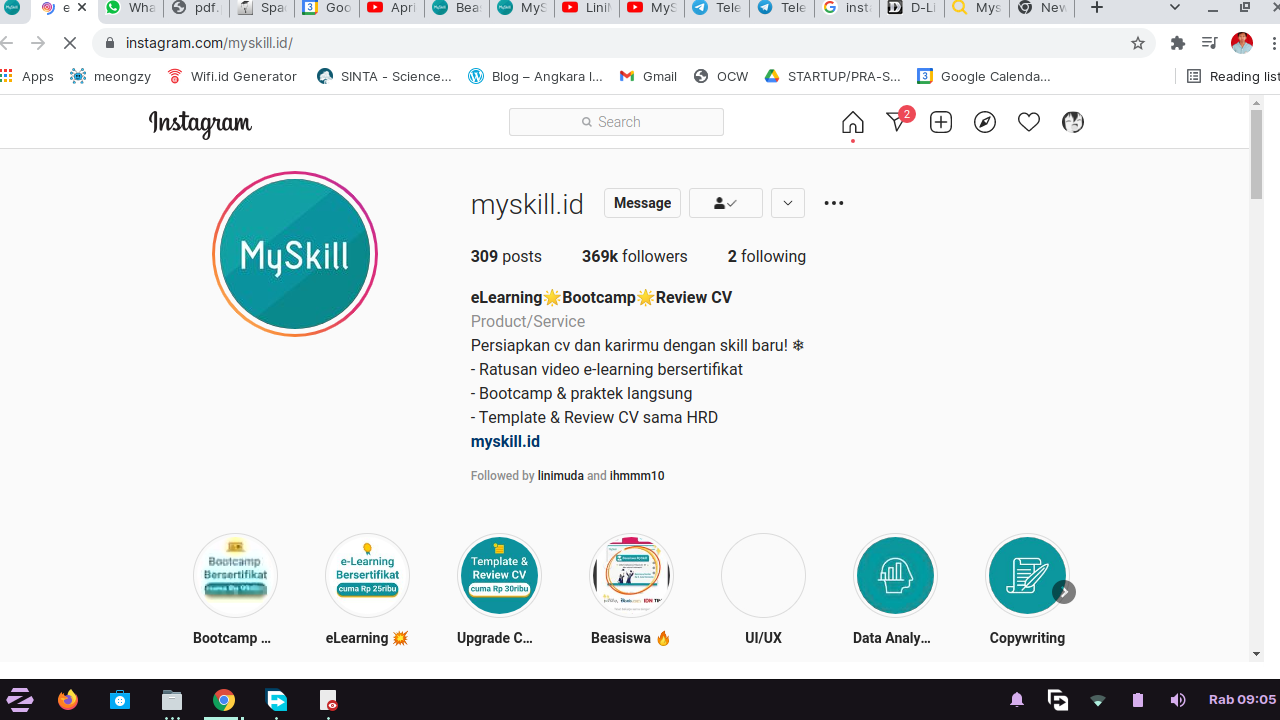 e
Wha
pdf.
Spa
Goo
Apri
Bea
MyS
LiniM
MyS
Tele
Tele
inst
D-LI
Mys
New
instagram.com/myskill.id/
Apps
meongzy
Wifi.id Generator
SINTA - Science...
Blog – Angkara I...
Gmail
OCW
STARTUP/PRA-S...
Google Calenda...
Reading list
Instagram
Search
2
MySkill
myskill.id
Message
309 posts
369k followers
2 following
eLearning🌟Bootcamp🌟Review CV
Product/Service
Persiapkan cv dan karirmu dengan skill baru! ❄
- Ratusan video e-learning bersertifikat
- Bootcamp & praktek langsung
- Template & Review CV sama HRD
myskill.id
Followed by linimuda and ihmmm10
Bootcamp
Bersertifikat
e-Learning
Bersertifikat
cuma Rp 25ribu
Template &
Review CV
cuma Rp 30ribu
Bootcamp ...
eLearning 💥
Upgrade C...
Beasiswa 🔥
UI/UX
Data Analy...
Copywriting
Rab 09:05